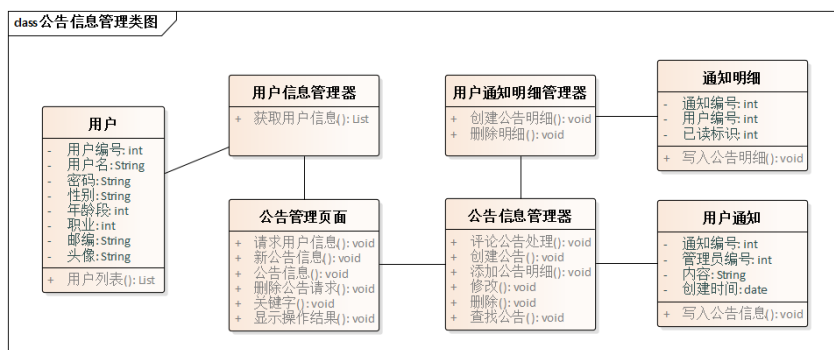 class 公告信息管理类图
用户
- 用户编号: int
- 用户名: String
- 密码: String
- 性别: String
- 年龄段: int
- 职业: int
- 邮编: String
- 头像: String
+ 用户列表(): List
用户信息管理器
+ 获取用户信息(): List
公告管理页面
+ 请求用户信息(): void
+ 新公告信息(): void
+ 公告信息(): void
+ 删除公告请求(): void
+ 关键字(): void
+ 显示操作结果(): void
用户通知明细管理器
+ 创建公告明细(): void
+ 删除明细(): void
公告信息管理器
+ 评论公告处理(): void
+ 创建公告(): void
+ 添加公告明细(): void
+ 修改(): void
+ 删除(): void
+ 查找公告(): void
通知明细
- 通知编号: int
- 用户编号: int
- 已读标识: int
+ 写入公告明细(): void
用户通知
- 通知编号: int
- 管理员编号: int
- 内容: String
- 创建时间: date
+ 写入公告信息(): void